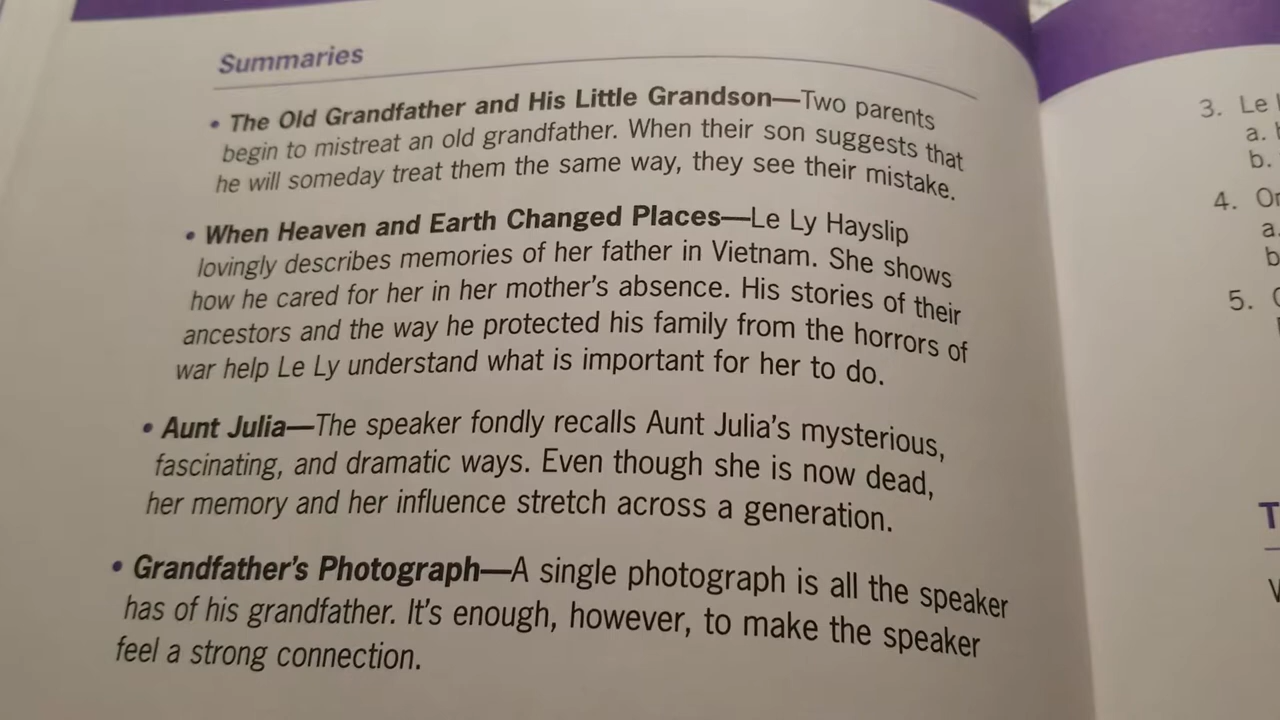 Summaries
• The Old Grandfather and His Little Grandson—Two parents
begin to mistreat an old grandfather. When their son suggests that
he will someday treat them the same way, they see their mistake.
• When Heaven and Earth Changed Places—Le Ly Hayslip
lovingly describes memories of her father in Vietnam. She shows
how he cared for her in her mother's absence. His stories of their
ancestors and the way he protected his family from the horrors of
war help Le Ly understand what is important for her to do.
• Aunt Julia—The speaker fondly recalls Aunt Julia's mysterious,
fascinating, and dramatic ways. Even though she is now dead,
her memory and her influence stretch across a generation.
• Grandfather's Photograph—A single photograph is all the speaker
has of his grandfather. It's enough, however, to make the speaker
feel a strong connection.
3. Le
a.
b.
4.
a.
b
5.